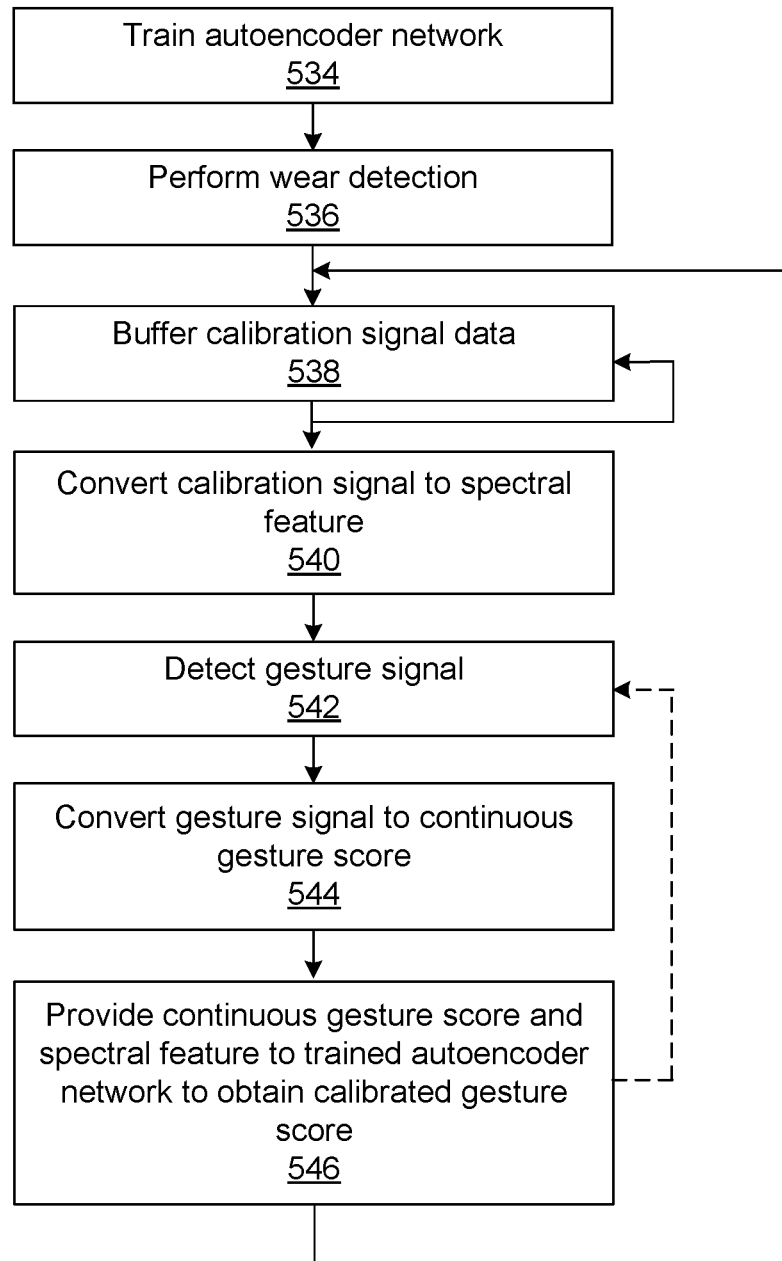 Train autoencoder network
534
Perform wear detection
536
Buffer calibration signal data
538
Convert calibration signal to spectral
feature
540
Detect gesture signal
542
Convert gesture signal to continuous
gesture score
544
Provide continuous gesture score and
spectral feature to trained autoencoder
network to obtain calibrated gesture
score
546